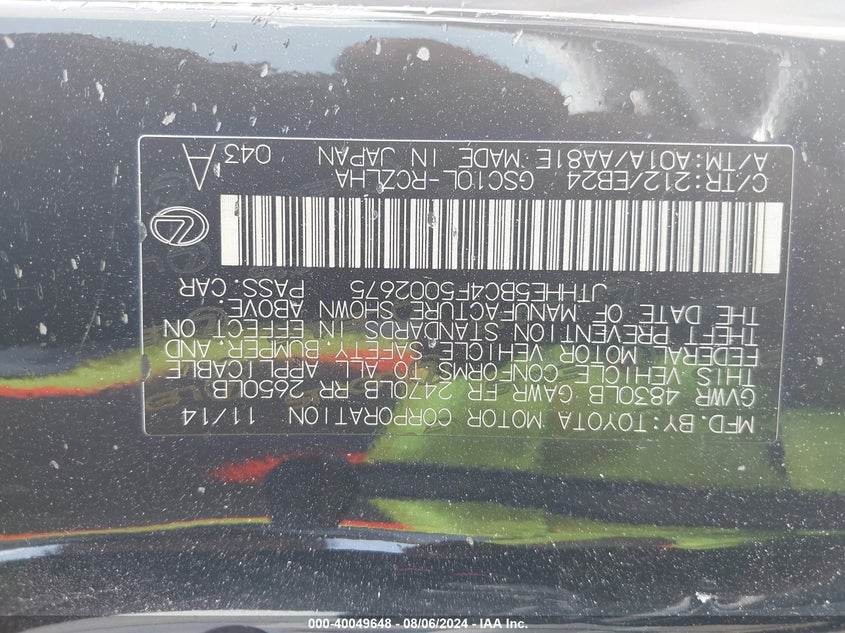 MFD. BY:TOYOTA MOTOR CORPORATION 11/14
GVWR 4830LB GAWR FR 2470LB RR 2650LB
THIS VEHICLE CONFORMS TO ALL APPLICABLE
FEDERAL MOTOR VEHICLE SAFETY, BUMPER, AND
THEFT PREVENTION STANDARDS IN EFFECT ON
THE DATE OF MANUFACTURE SHOWN ABOVE.
JTHHE5BC4F5002675 PASS. CAR
C/TR:212/EB24 GSC10L-RCZLHA A
A/TM:A01A/AA81E MADE IN JAPAN 043
000-40049648 - 08/06/2024 - IAA Inc.